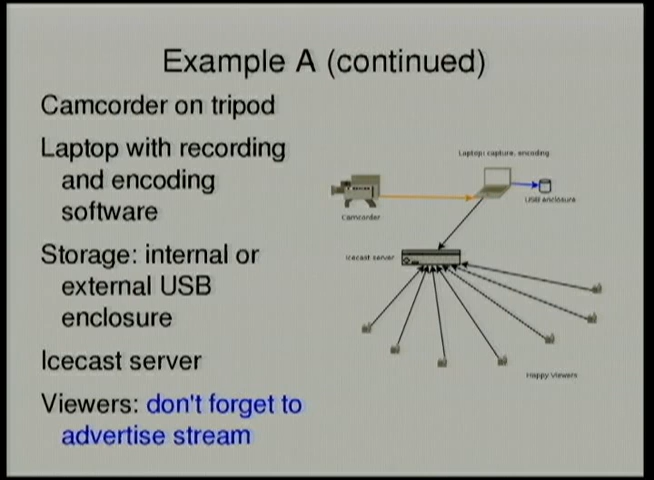 Example A (continued)
Camcorder on tripod
Laptop with recording
and encoding
software
Storage: internal or
external USB
enclosure
Icecast server
Viewers: don't forget to
advertise stream
Laptop: capture, encoding
USB enclosure
Camcorder
Icecast server
Happy Viewers